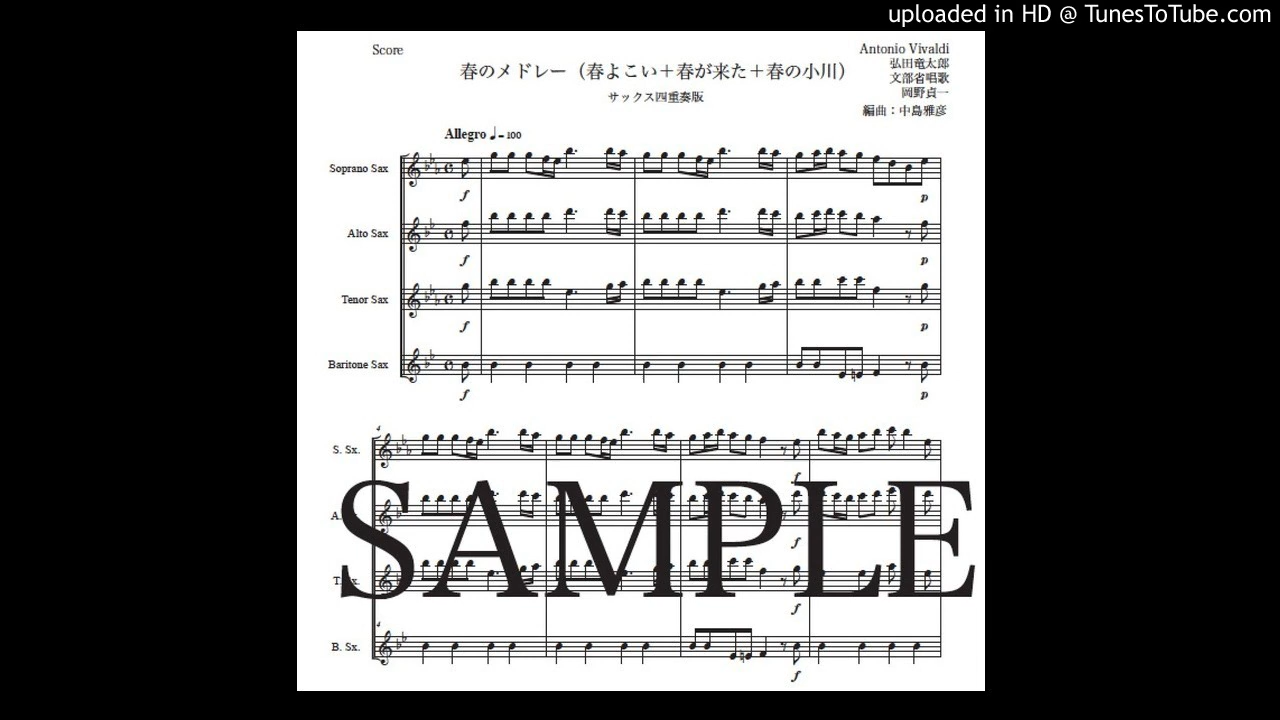 uploaded in HD @ TunesToTube.com
Score
Antonio Vivaldi
春のメドレー（春よこい＋春が来た＋春の小川）
弘田竜太郎
文部省唱歌
サックス四重奏版
岡野貞一
編曲：中島雅彦
Allegro ♩=100
Soprano Sax
f
p
Alto Sax
f
p
Tenor Sax
f
p
Baritone Sax
f
p
4
S. Sx.
f
A.
f
SAMPLE
T. Sx.
f
4
B. Sx.
f